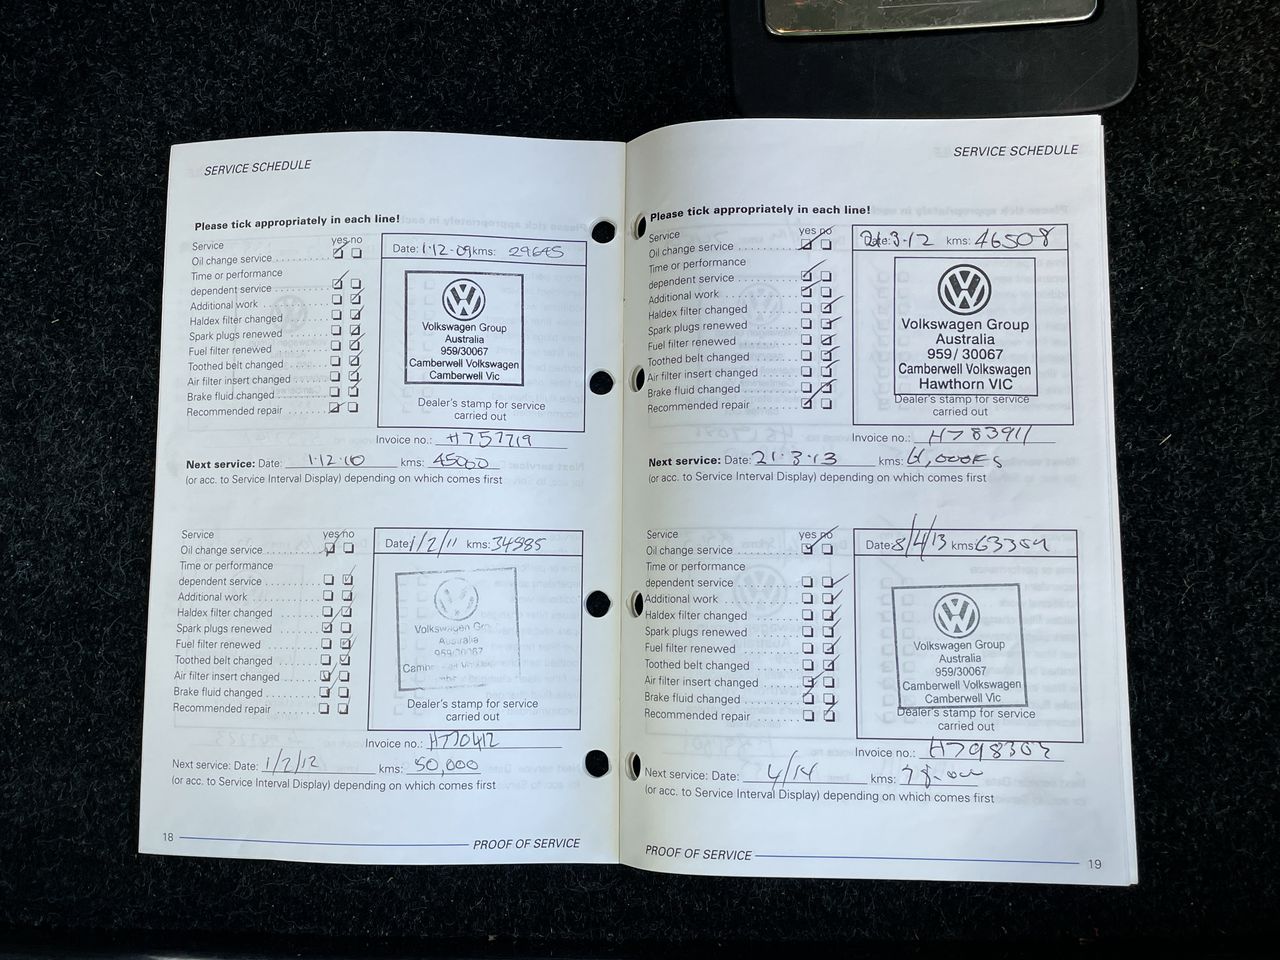 SERVICE SCHEDULE
Please tick appropriately in each line!
Service yes no
Oil change service
Time or performance
dependent service
Additional work
Haldex filter changed
Spark plugs renewed
Fuel filter renewed
Toothed belt changed
Air filter insert changed
Brake fluid changed
Recommended repair
Date: 1·12·09 kms: 29645
Volkswagen Group
Australia
959/30067
Camberwell Volkswagen
Camberwell Vic
Dealer's stamp for service
carried out
Invoice no.: H757719
Next service: Date: 1·12·10 kms: 45000
(or acc. to Service Interval Display) depending on which comes first
Service yes no
Oil change service
Time or performance
dependent service
Additional work
Haldex filter changed
Spark plugs renewed
Fuel filter renewed
Toothed belt changed
Air filter insert changed
Brake fluid changed
Recommended repair
Date: 1/2/11 kms: 34985
Volkswagen
Australia
959/30067
Dealer's stamp for service
carried out
Invoice no.: H770412
Next service: Date: 1/2/12 kms: 50,000
(or acc. to Service Interval Display) depending on which comes first
18
PROOF OF SERVICE
SERVICE SCHEDULE
Please tick appropriately in each line!
Service yes no
Oil change service
Time or performance
dependent service
Additional work
Haldex filter changed
Spark plugs renewed
Fuel filter renewed
Toothed belt changed
Air filter insert changed
Brake fluid changed
Recommended repair
Date: 21·3·12 kms: 46508
Volkswagen Group
Australia
959/30067
Camberwell Volkswagen
Hawthorn VIC
Dealer's stamp for service
carried out
Invoice no.: H783911
Next service: Date: 21·3·13 kms:
(or acc. to Service Interval Display) depending on which comes first
Service yes no
Oil change service
Time or performance
dependent service
Additional work
Haldex filter changed
Spark plugs renewed
Fuel filter renewed
Toothed belt changed
Air filter insert changed
Brake fluid changed
Recommended repair
Date: 8/4/13 kms: 63359
Volkswagen Group
Australia
959/30067
Camberwell Volkswagen
Camberwell Vic
Dealer's stamp for service
carried out
Invoice no.: H798302
Next service: Date: 4/14 kms:
(or acc. to Service Interval Display) depending on which comes first
PROOF OF SERVICE
19